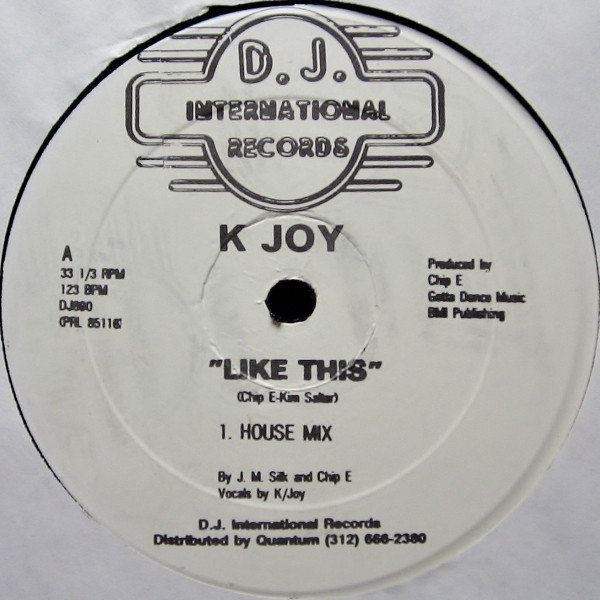 D.J.
INTERNATIONAL
RECORDS
K JOY
A
33 1/3 RPM
123 BPM
DJ890
(PRL 85116)
Produced by
Chip E
Gotta Dance Music
BMI Publishing
"LIKE THIS"
(Chip E-Kim Salter)
1. HOUSE MIX
By J. M. Silk and Chip E
Vocals by K/Joy
D.J. International Records
Distributed by Quantum (312) 666-2380